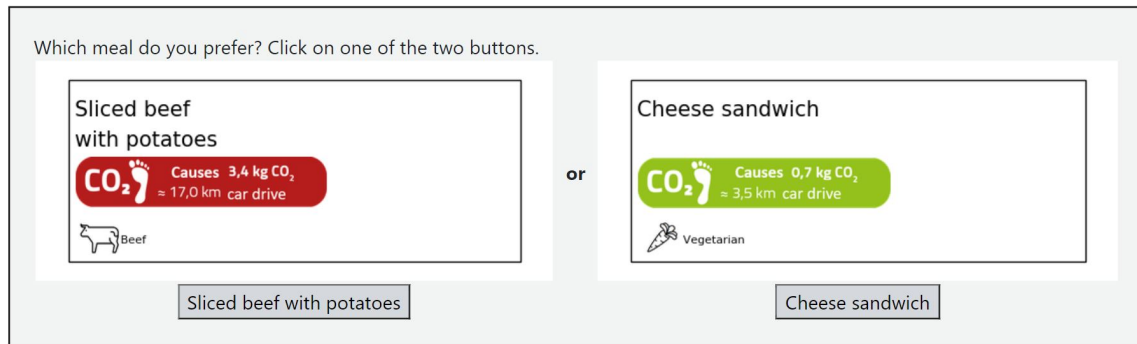 Which meal do you prefer? Click on one of the two buttons.
Sliced beef
with potatoes
CO₂ Causes 3,4 kg CO₂
≈ 17,0 km car drive
Beef
Sliced beef with potatoes
or
Cheese sandwich
CO₂ Causes 0,7 kg CO₂
≈ 3,5 km car drive
Vegetarian
Cheese sandwich